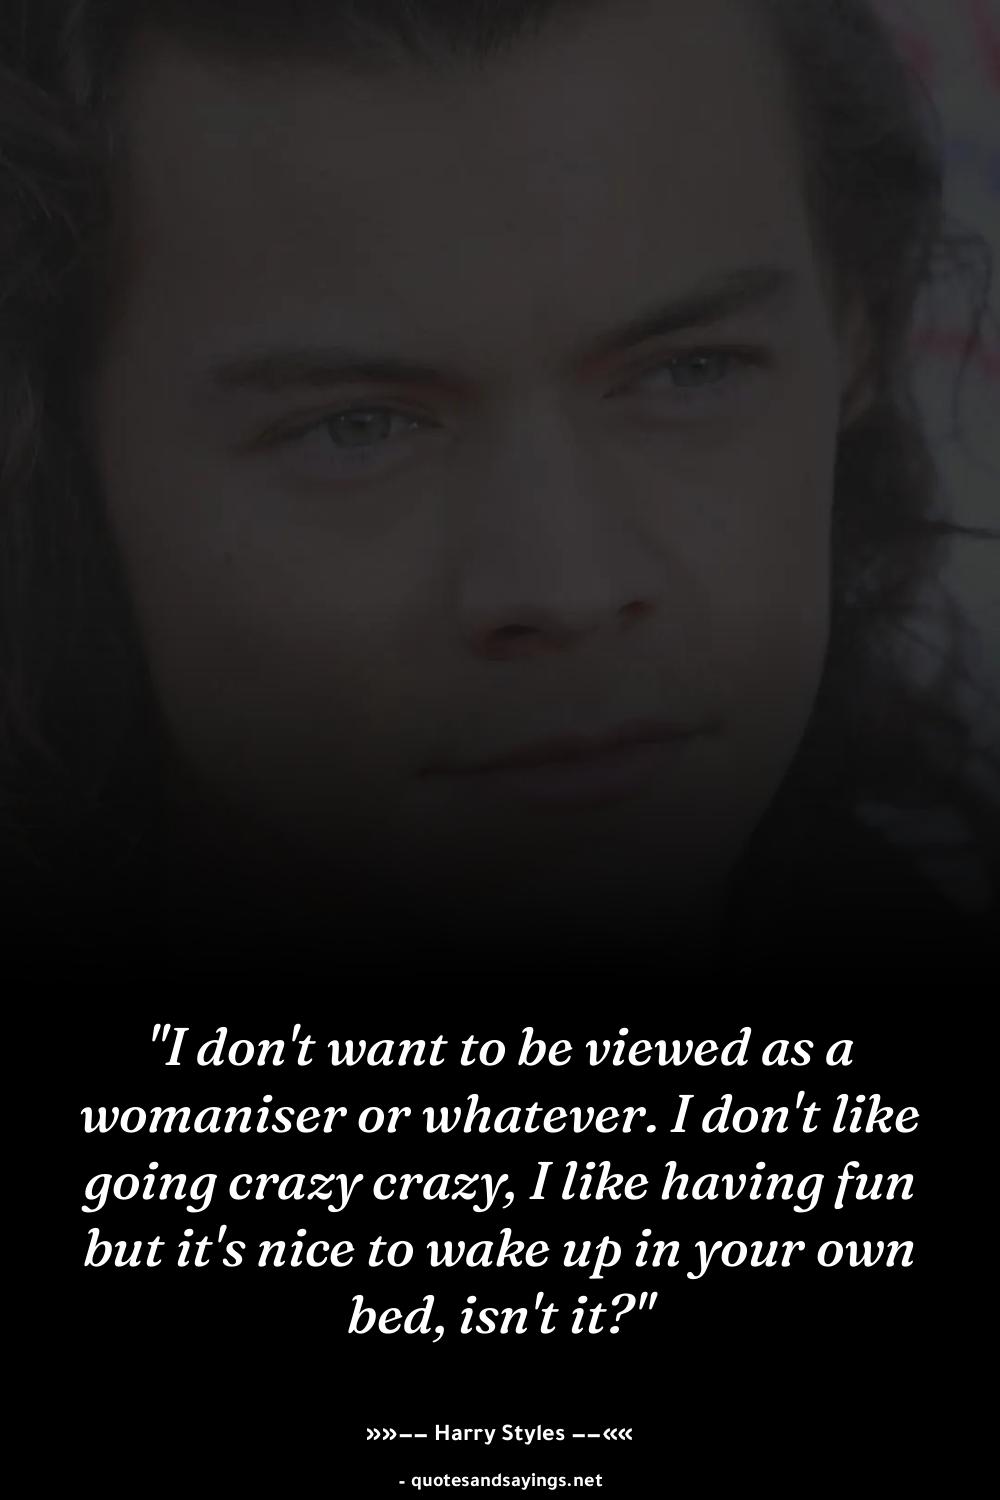 "I don't want to be viewed as a
womaniser or whatever. I don't like
going crazy crazy, I like having fun
but it's nice to wake up in your own
bed, isn't it?"
»»–– Harry Styles ––««
- quotesandsayings.net